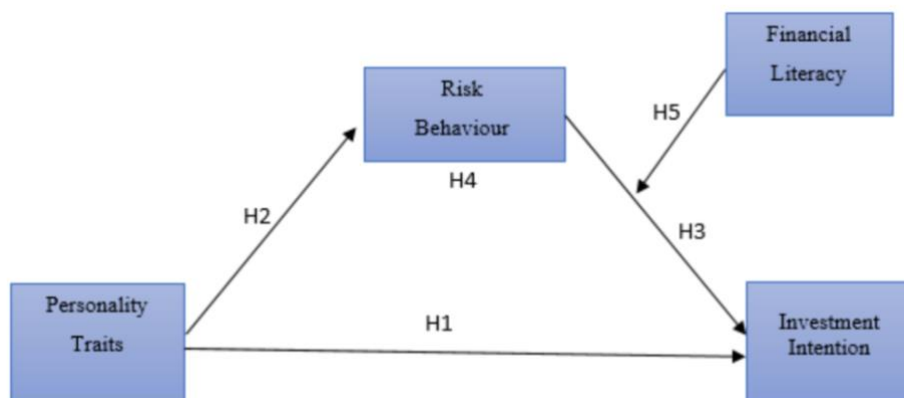 Financial
Literacy
Risk
Behaviour
H5
H4
H2
H3
Personality
Traits
H1
Investment
Intention